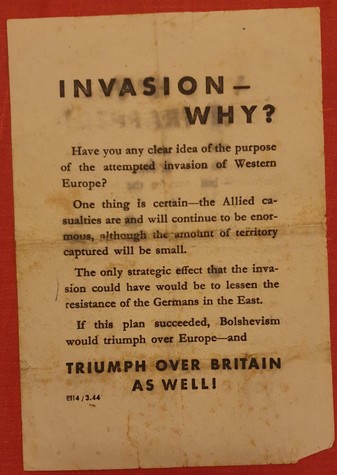 INVASION—
WHY?
Have you any clear idea of the purpose
of the attempted invasion of Western
Europe?
One thing is certain—the Allied ca-
sualties are and will continue to be enor-
mous, although the amount of territory
captured will be small.
The only strategic effect that the inva-
sion could have would be to lessen the
resistance of the Germans in the East.
If this plan succeeded, Bolshevism
would triumph over Europe—and
TRIUMPH OVER BRITAIN
AS WELL!
/3.44